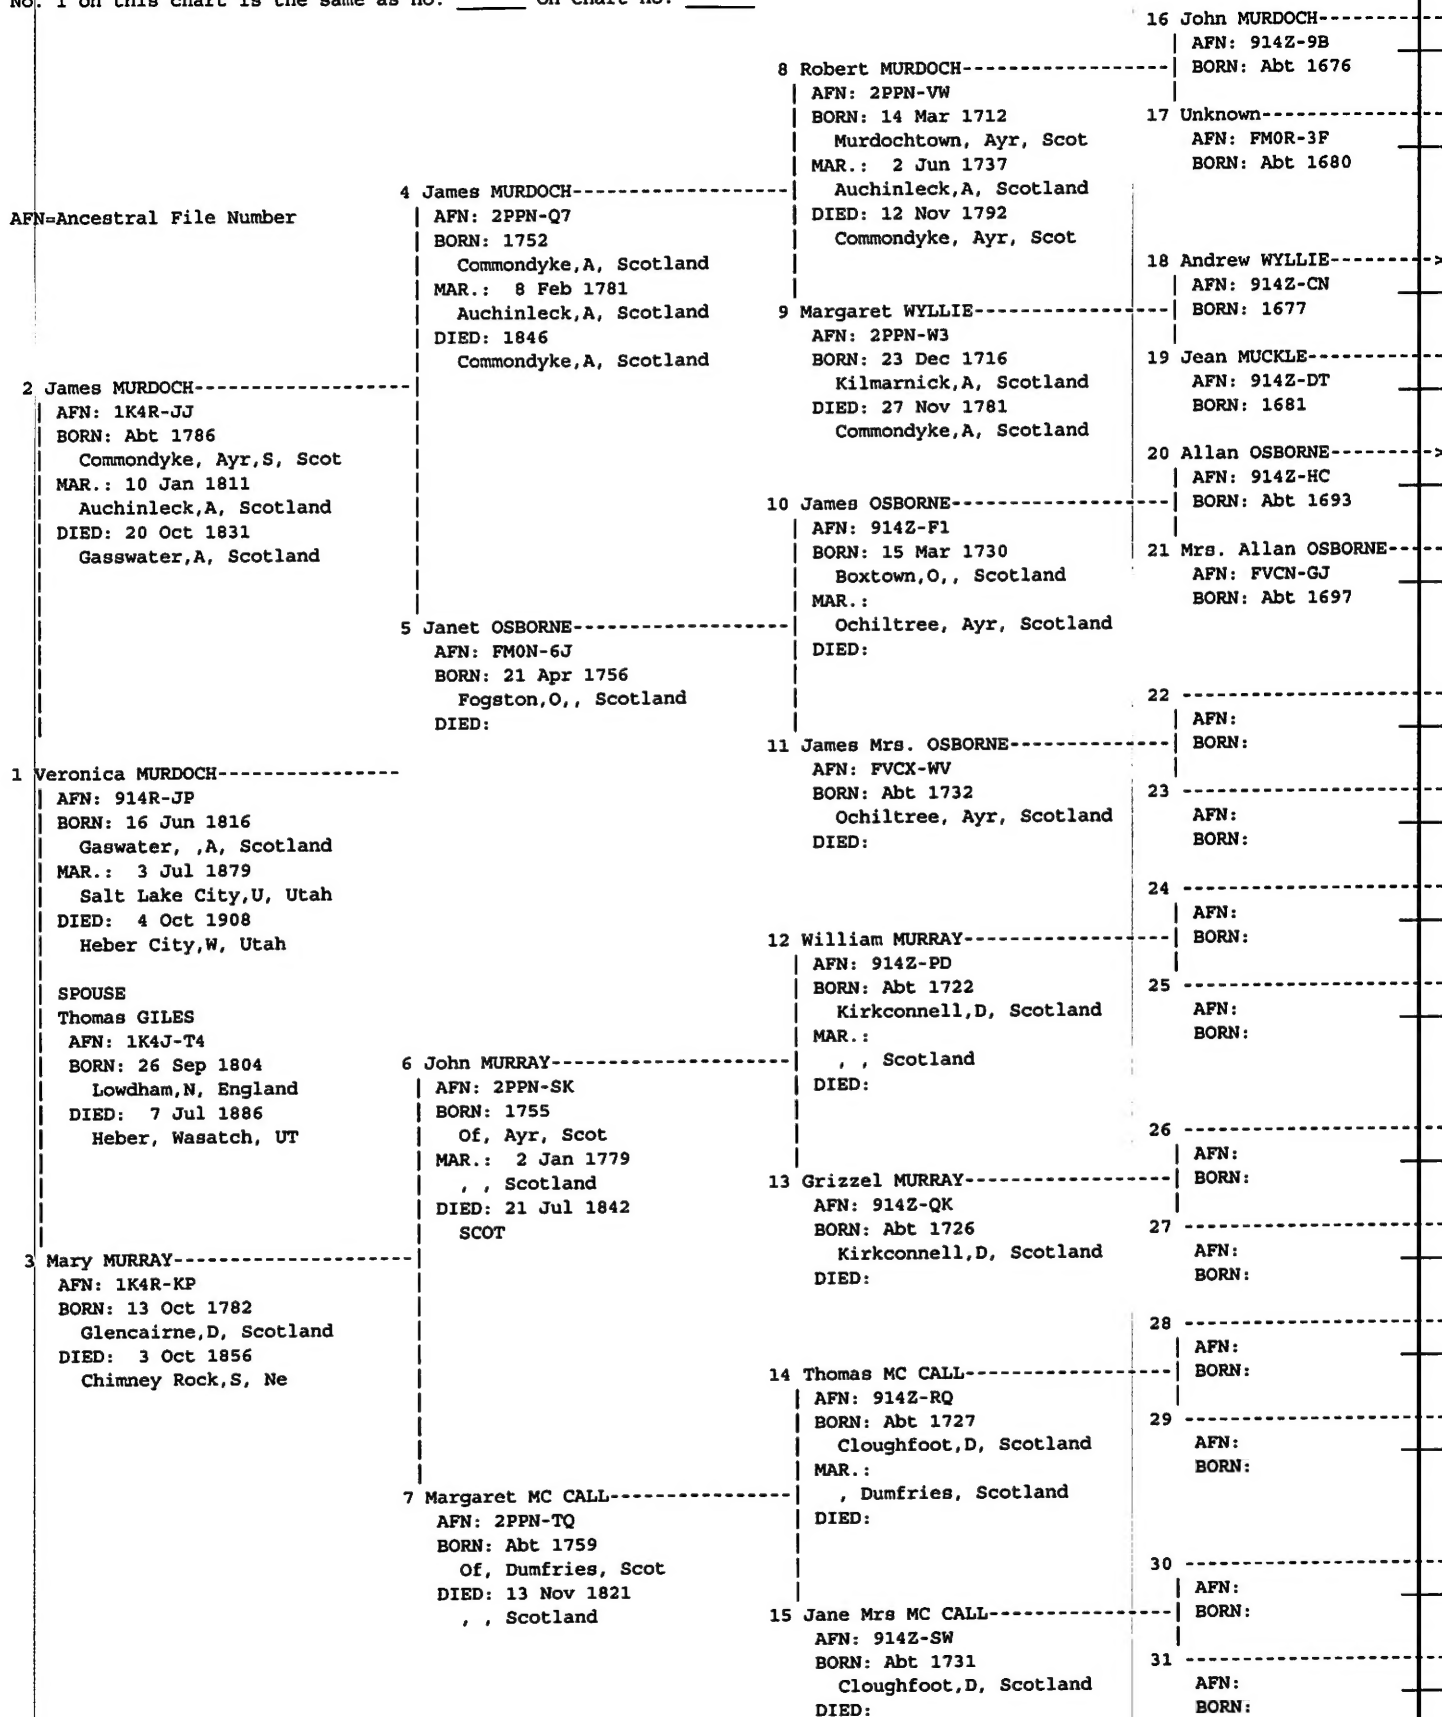 No. 1 on this chart is the same as no. ______ on chart no. ______
AFN=Ancestral File Number
1 Veronica MURDOCH----------------
AFN: 914R-JP
BORN: 16 Jun 1816
Gaswater, ,A, Scotland
MAR.: 3 Jul 1879
Salt Lake City,U, Utah
DIED: 4 Oct 1908
Heber City,W, Utah
SPOUSE
Thomas GILES
AFN: 1K4J-T4
BORN: 26 Sep 1804
Lowdham,N, England
DIED: 7 Jul 1886
Heber, Wasatch, UT
2 James MURDOCH-------------------
AFN: 1K4R-JJ
BORN: Abt 1786
Commondyke, Ayr,S, Scot
MAR.: 10 Jan 1811
Auchinleck,A, Scotland
DIED: 20 Oct 1831
Gasswater,A, Scotland
3 Mary MURRAY---------------------
AFN: 1K4R-KP
BORN: 13 Oct 1782
Glencairne,D, Scotland
DIED: 3 Oct 1856
Chimney Rock,S, Ne
4 James MURDOCH-------------------
AFN: 2PPN-Q7
BORN: 1752
Commondyke,A, Scotland
MAR.: 8 Feb 1781
Auchinleck,A, Scotland
DIED: 1846
Commondyke,A, Scotland
5 Janet OSBORNE-------------------
AFN: FM0N-6J
BORN: 21 Apr 1756
Fogston,O,, Scotland
DIED:
6 John MURRAY---------------------
AFN: 2PPN-SK
BORN: 1755
Of, Ayr, Scot
MAR.: 2 Jan 1779
, , Scotland
DIED: 21 Jul 1842
SCOT
7 Margaret MC CALL----------------
AFN: 2PPN-TQ
BORN: Abt 1759
Of, Dumfries, Scot
DIED: 13 Nov 1821
, , Scotland
8 Robert MURDOCH------------------
AFN: 2PPN-VW
BORN: 14 Mar 1712
Murdochtown, Ayr, Scot
MAR.: 2 Jun 1737
Auchinleck,A, Scotland
DIED: 12 Nov 1792
Commondyke, Ayr, Scot
9 Margaret WYLLIE-----------------
AFN: 2PPN-W3
BORN: 23 Dec 1716
Kilmarnick,A, Scotland
DIED: 27 Nov 1781
Commondyke,A, Scotland
10 James OSBORNE-------------------
AFN: 914Z-F1
BORN: 15 Mar 1730
Boxtown,O,, Scotland
MAR.:
Ochiltree, Ayr, Scotland
DIED:
11 James Mrs. OSBORNE--------------
AFN: FVCX-WV
BORN: Abt 1732
Ochiltree, Ayr, Scotland
DIED:
12 William MURRAY------------------
AFN: 914Z-PD
BORN: Abt 1722
Kirkconnell,D, Scotland
MAR.:
, , Scotland
DIED:
13 Grizzel MURRAY------------------
AFN: 914Z-QK
BORN: Abt 1726
Kirkconnell,D, Scotland
DIED:
14 Thomas MC CALL------------------
AFN: 914Z-RQ
BORN: Abt 1727
Cloughfoot,D, Scotland
MAR.:
, Dumfries, Scotland
DIED:
15 Jane Mrs MC CALL----------------
AFN: 914Z-SW
BORN: Abt 1731
Cloughfoot,D, Scotland
DIED:
16 John MURDOCH---------
AFN: 914Z-9B
BORN: Abt 1676
17 Unknown--------------
AFN: FM0R-3F
BORN: Abt 1680
18 Andrew WYLLIE-------->
AFN: 914Z-CN
BORN: 1677
19 Jean MUCKLE----------
AFN: 914Z-DT
BORN: 1681
20 Allan OSBORNE-------->
AFN: 914Z-HC
BORN: Abt 1693
21 Mrs. Allan OSBORNE----
AFN: FVCN-GJ
BORN: Abt 1697
22 ---------------------
AFN:
BORN:
23 ---------------------
AFN:
BORN:
24 ---------------------
AFN:
BORN:
25 ---------------------
AFN:
BORN:
26 ---------------------
AFN:
BORN:
27 ---------------------
AFN:
BORN:
28 ---------------------
AFN:
BORN:
29 ---------------------
AFN:
BORN:
30 ---------------------
AFN:
BORN:
31 ---------------------
AFN:
BORN: